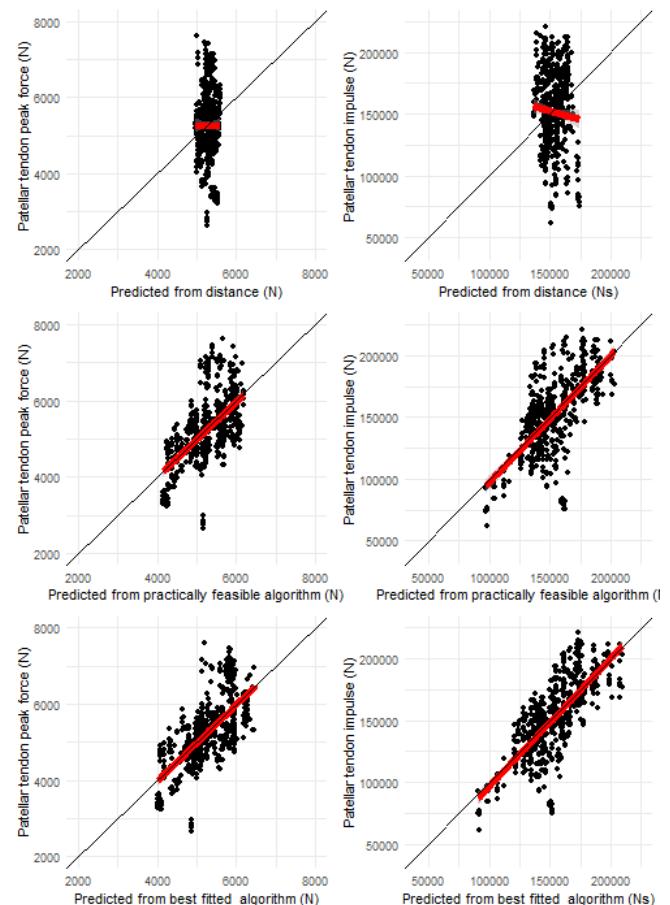 Patellar tendon peak force (N)
8000
6000
4000
2000
2000 4000 6000 8000
Predicted from distance (N)
Patellar tendon impulse (N)
200000
150000
100000
50000
50000 100000 150000 200000
Predicted from distance (Ns)
Patellar tendon peak force (N)
8000
6000
4000
2000
2000 4000 6000 8000
Predicted from practically feasible algorithm (N)
Patellar tendon impulse (N)
200000
150000
100000
50000
50000 100000 150000 200000
Predicted from practically feasible algorithm (N
Patellar tendon peak force (N)
8000
6000
4000
2000
2000 4000 6000 8000
Predicted from best fitted algorithm (N)
Patellar tendon impulse (N)
200000
150000
100000
50000
50000 100000 150000 200000
Predicted from best fitted algorithm (Ns)